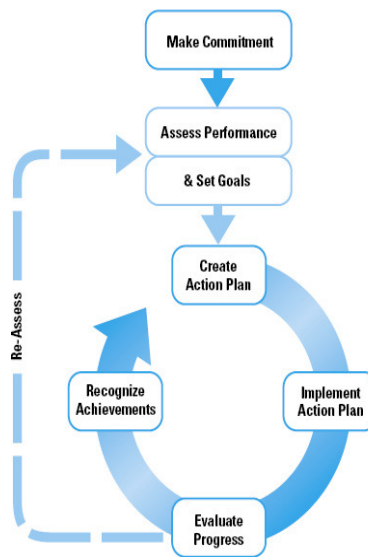 Make Commitment
Assess Performance
& Set Goals
Create
Action Plan
Re-Assess
Recognize
Achievements
Implement
Action Plan
Evaluate
Progress